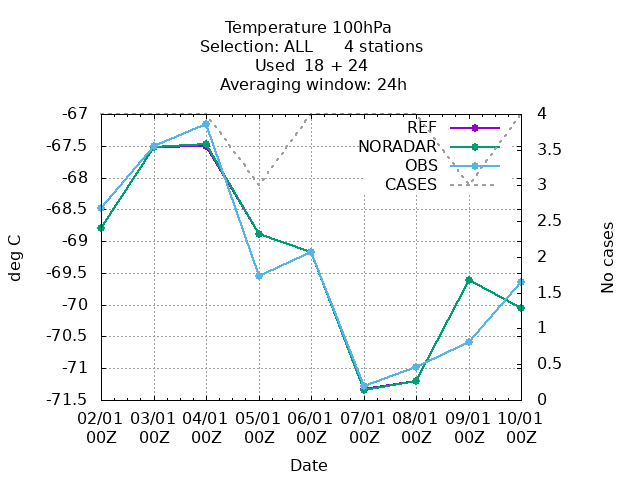 Temperature 100hPa
Selection: ALL      4 stations
Used  18 + 24
Averaging window: 24h
-67
-67.5
-68
-68.5
-69
-69.5
-70
-70.5
-71
-71.5
deg C
REF
NORADAR
OBS
CASES
4
3.5
3
2.5
2
1.5
1
0.5
0
No cases
02/01 03/01 04/01 05/01 06/01 07/01 08/01 09/01 10/01
00Z 00Z 00Z 00Z 00Z 00Z 00Z 00Z 00Z
Date